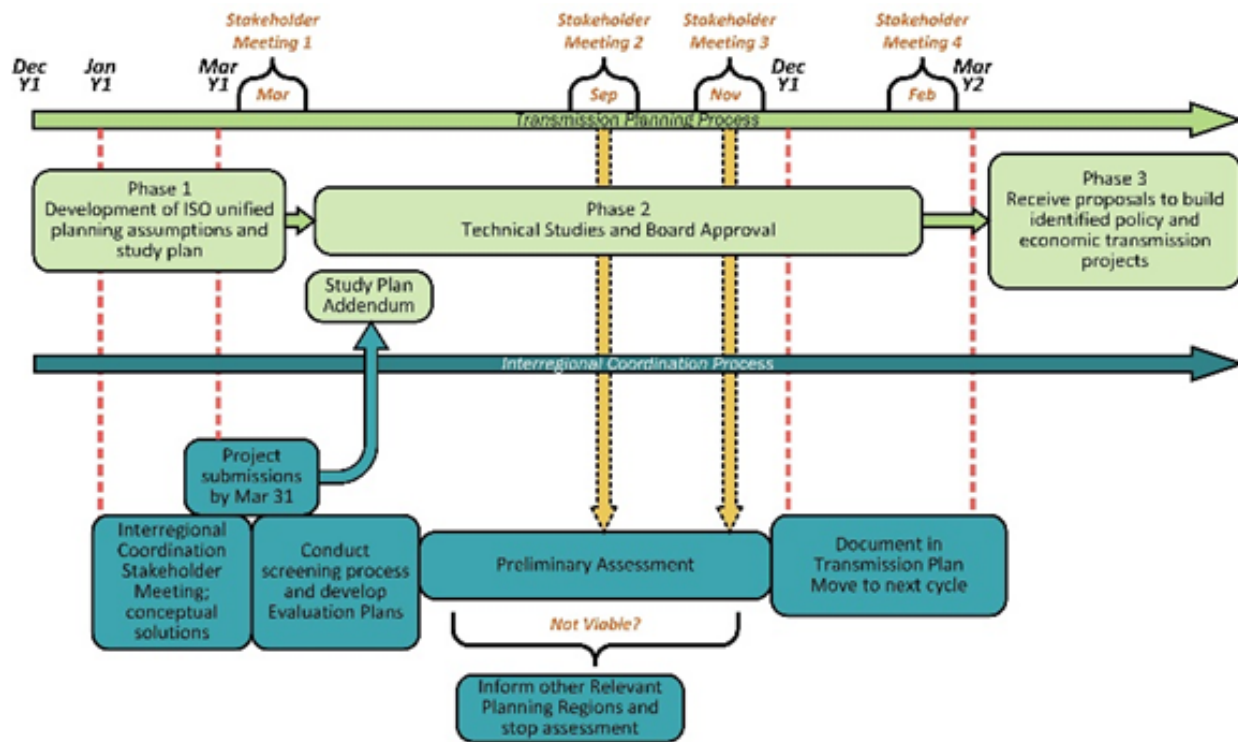 Stakeholder
Meeting 1
Stakeholder
Meeting 2
Stakeholder
Meeting 3
Stakeholder
Meeting 4
Dec
Y1
Jan
Y1
Mar
Y1
Mar
Sep
Nov
Dec
Y1
Feb
Mar
Y2
Transmission Planning Process
Phase 1
Development of ISO unified
planning assumptions and
study plan
Phase 2
Technical Studies and Board Approval
Phase 3
Receive proposals to build
identified policy and
economic transmission
projects
Study Plan
Addendum
Interregional Coordination Process
Project
submissions
by Mar 31
Interregional
Coordination
Stakeholder
Meeting;
conceptual
solutions
Conduct
screening process
and develop
Evaluation Plans
Preliminary Assessment
Document in
Transmission Plan
Move to next cycle
Not Viable?
Inform other Relevant
Planning Regions and
stop assessment